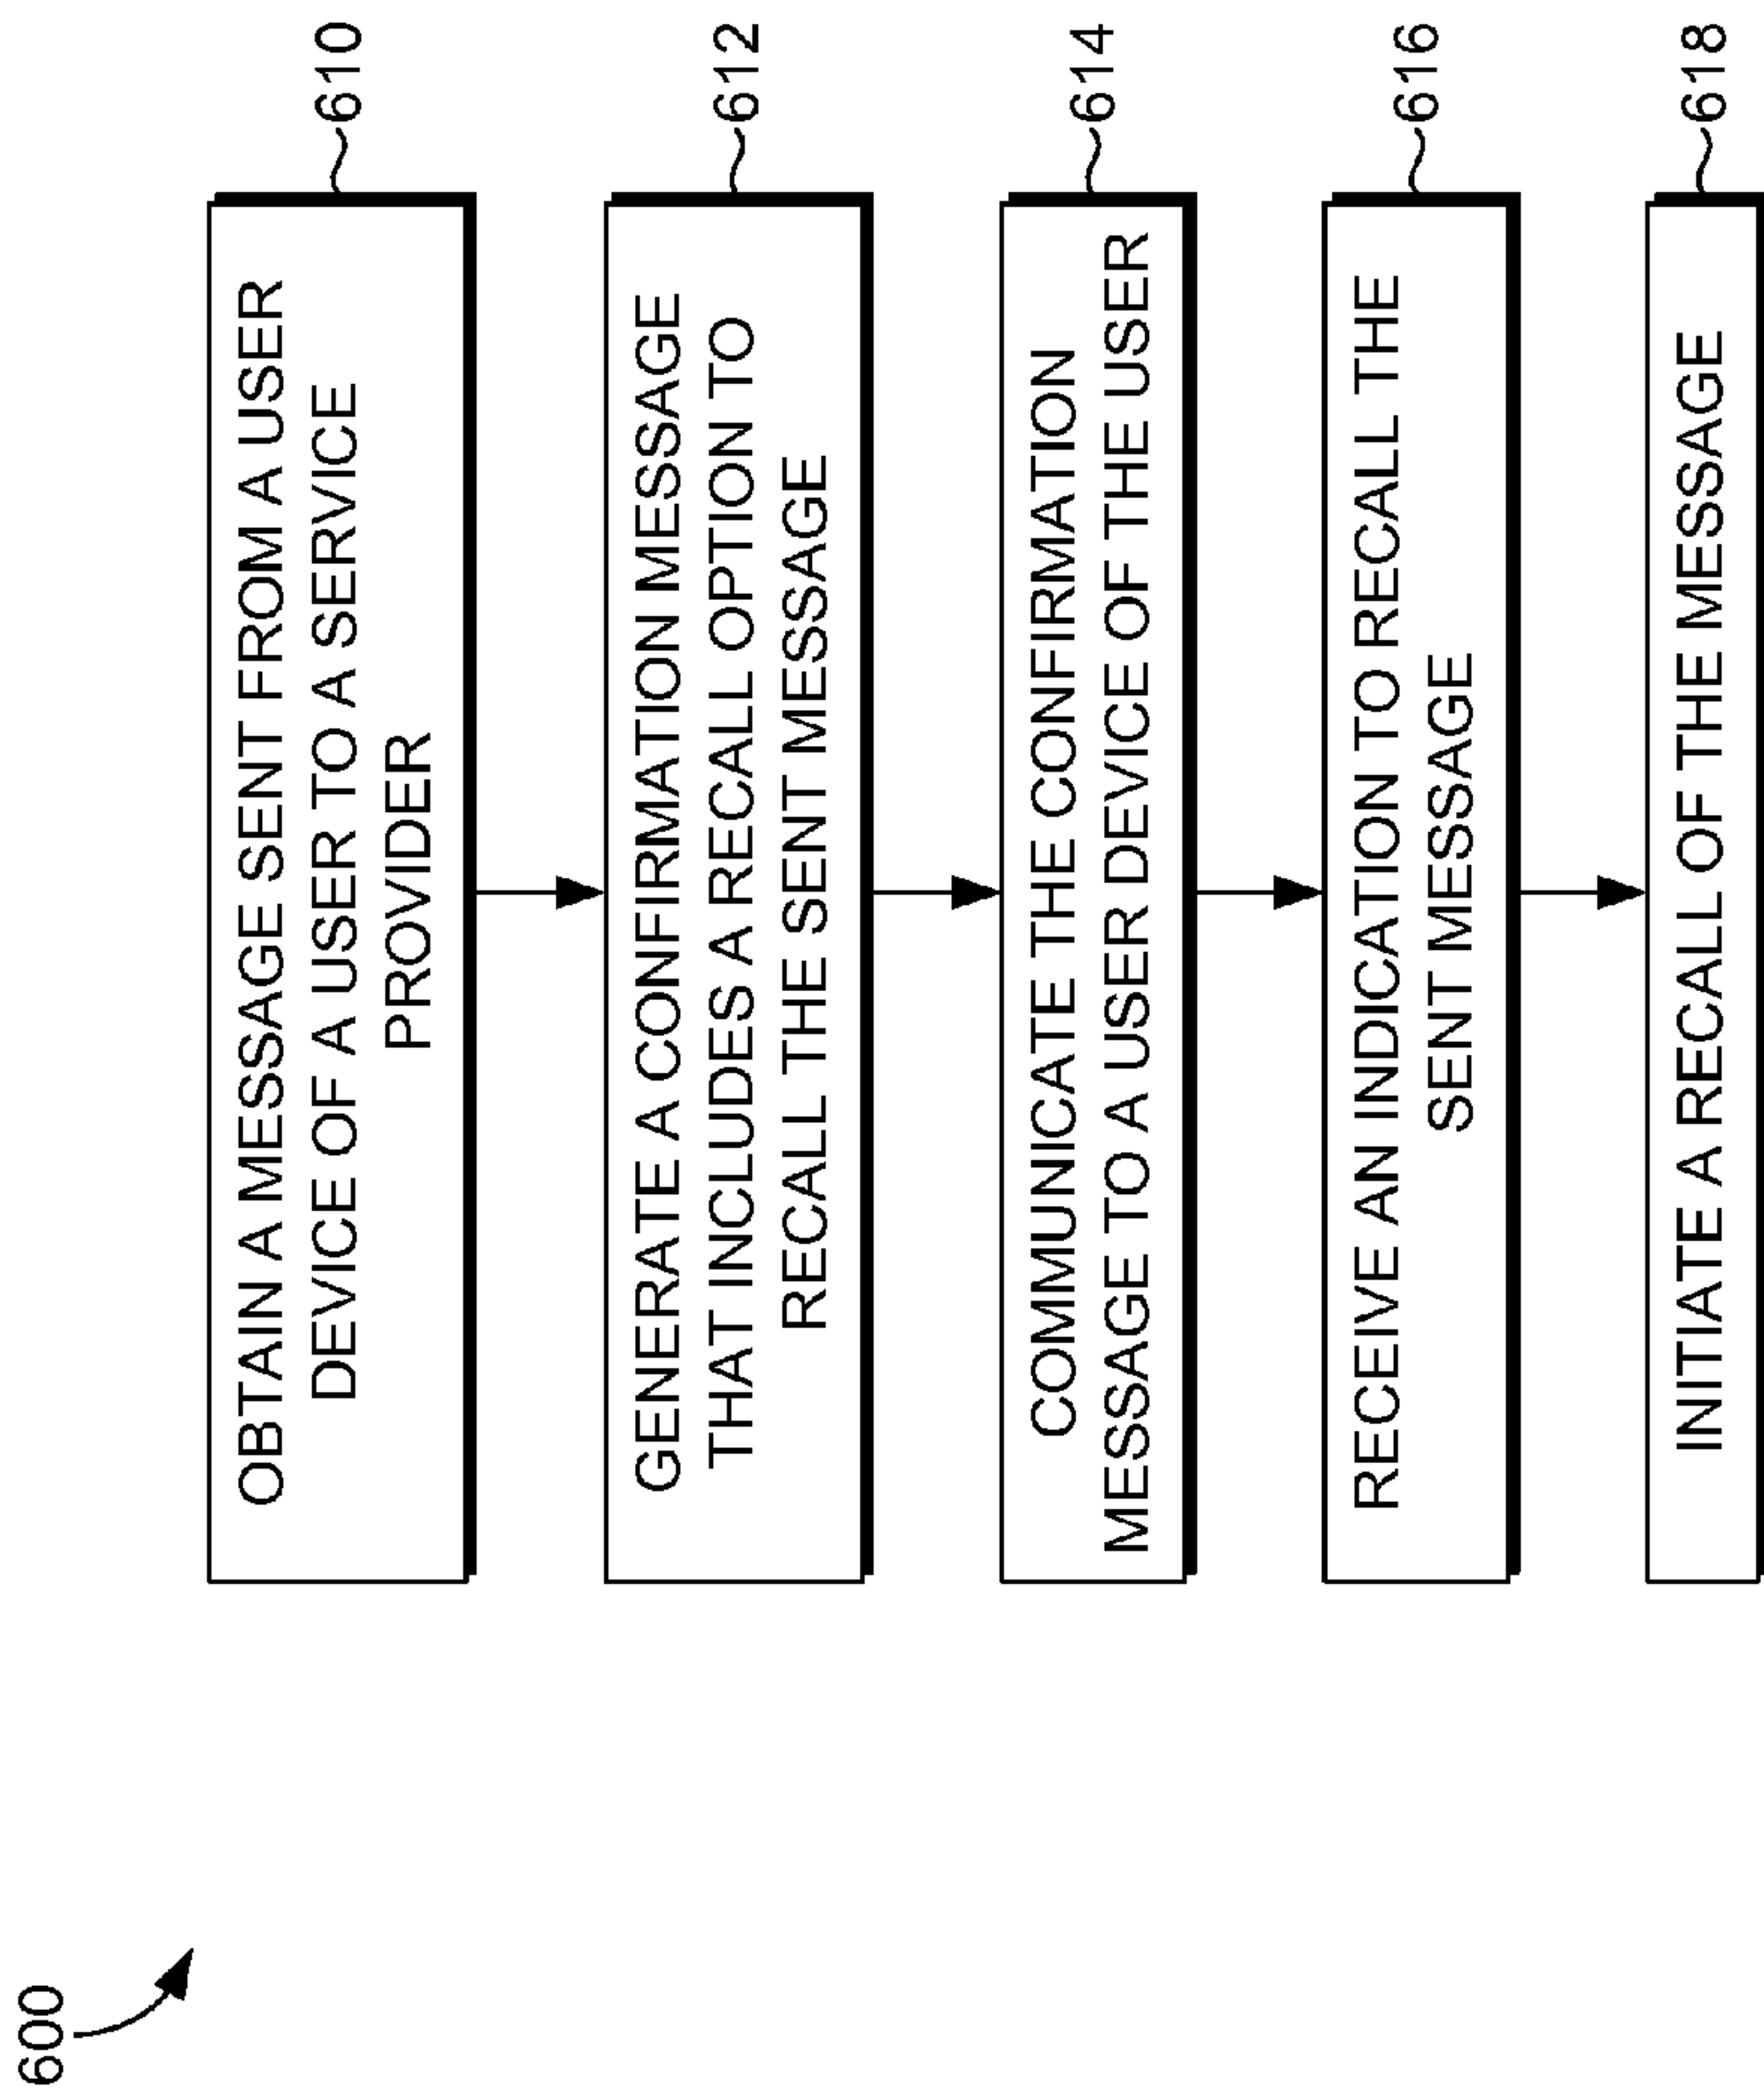 600
OBTAIN A MESSAGE SENT FROM A USER
DEVICE OF A USER TO A SERVICE
PROVIDER
610
GENERATE A CONFIRMATION MESSAGE
THAT INCLUDES A RECALL OPTION TO
RECALL THE SENT MESSAGE
612
COMMUNICATE THE CONFIRMATION
MESSAGE TO A USER DEVICE OF THE USER
614
RECEIVE AN INDICATION TO RECALL THE
SENT MESSAGE
616
INITIATE A RECALL OF THE MESSAGE
618